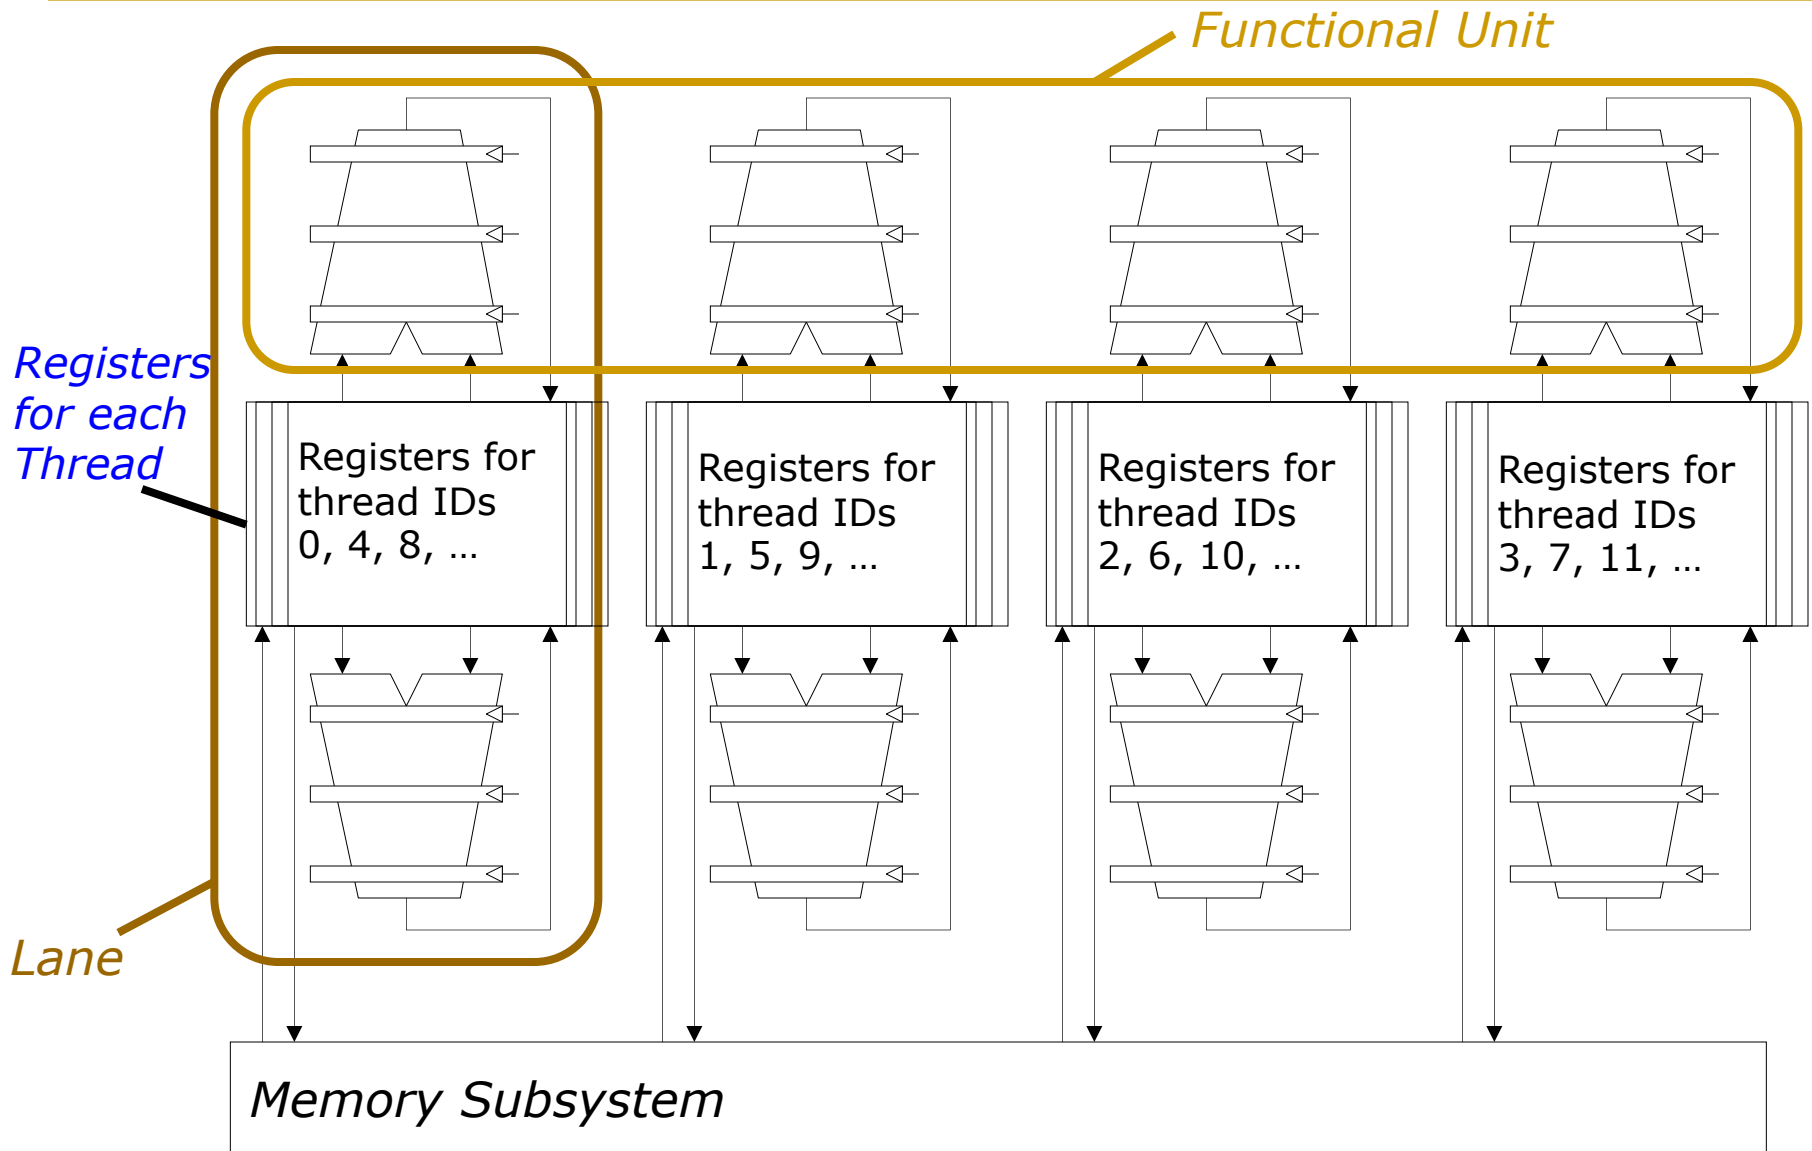 Functional Unit
Registers
for each
Thread
Registers for
thread IDs
0, 4, 8, …
Registers for
thread IDs
1, 5, 9, …
Registers for
thread IDs
2, 6, 10, …
Registers for
thread IDs
3, 7, 11, …
Lane
Memory Subsystem